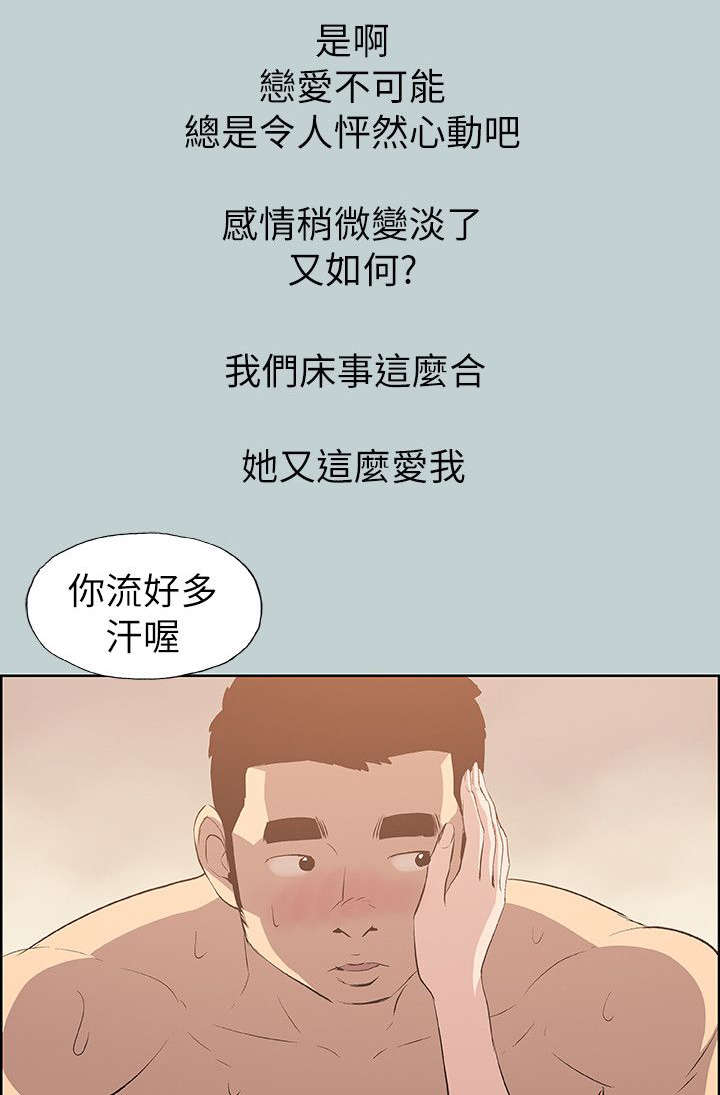 是啊
戀愛不可能
總是令人怦然心動吧
感情稍微變淡了
又如何?
我們床事這麼合
她又這麼愛我
你流好多
汗喔